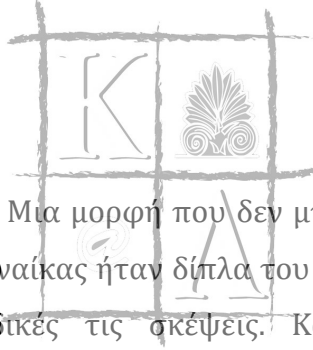 Κ
@ Λ
Μια μορφή που δεν
ναίκας ήταν δίπλα του
δικές τις σκέψεις.